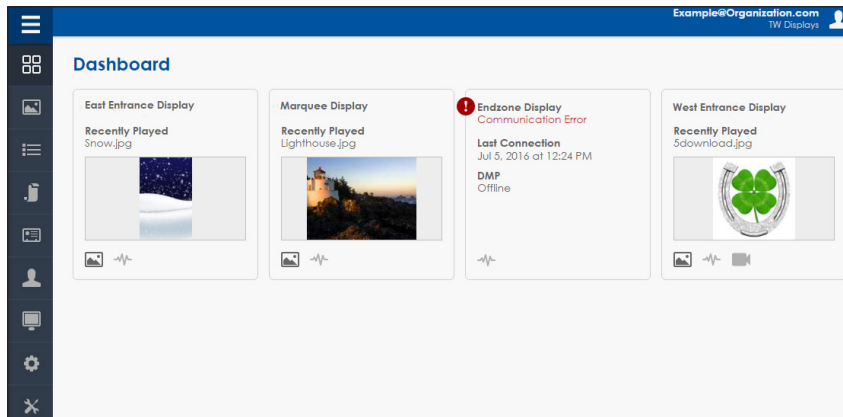 Example@Organization.com
TW Displays
Dashboard
East Entrance Display
Recently Played
Snow.jpg
Marquee Display
Recently Played
Lighthouse.jpg
Endzone Display
Communication Error
Last Connection
Jul 5, 2016 at 12:24 PM
DMP
Offline
West Entrance Display
Recently Played
5download.jpg